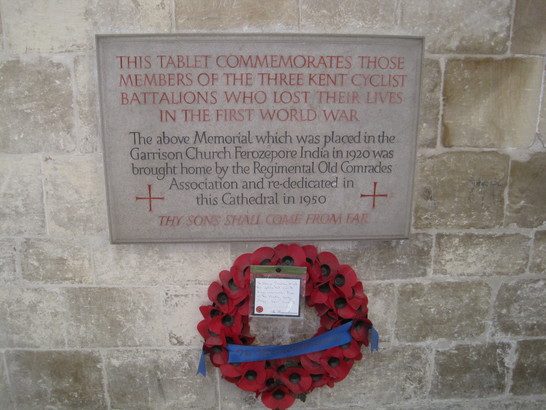 THIS TABLET COMMEMORATES THOSE
MEMBERS OF THE THREE KENT CYCLIST
BATTALIONS WHO LOST THEIR LIVES
IN THE FIRST WORLD WAR
The above Memorial which was placed in the
Garrison Church Ferozepore India in 1920 was
brought home by the Regimental Old Comrades
Association and re-dedicated in
this Cathedral in 1950
THY SONS SHALL COME FROM FAR